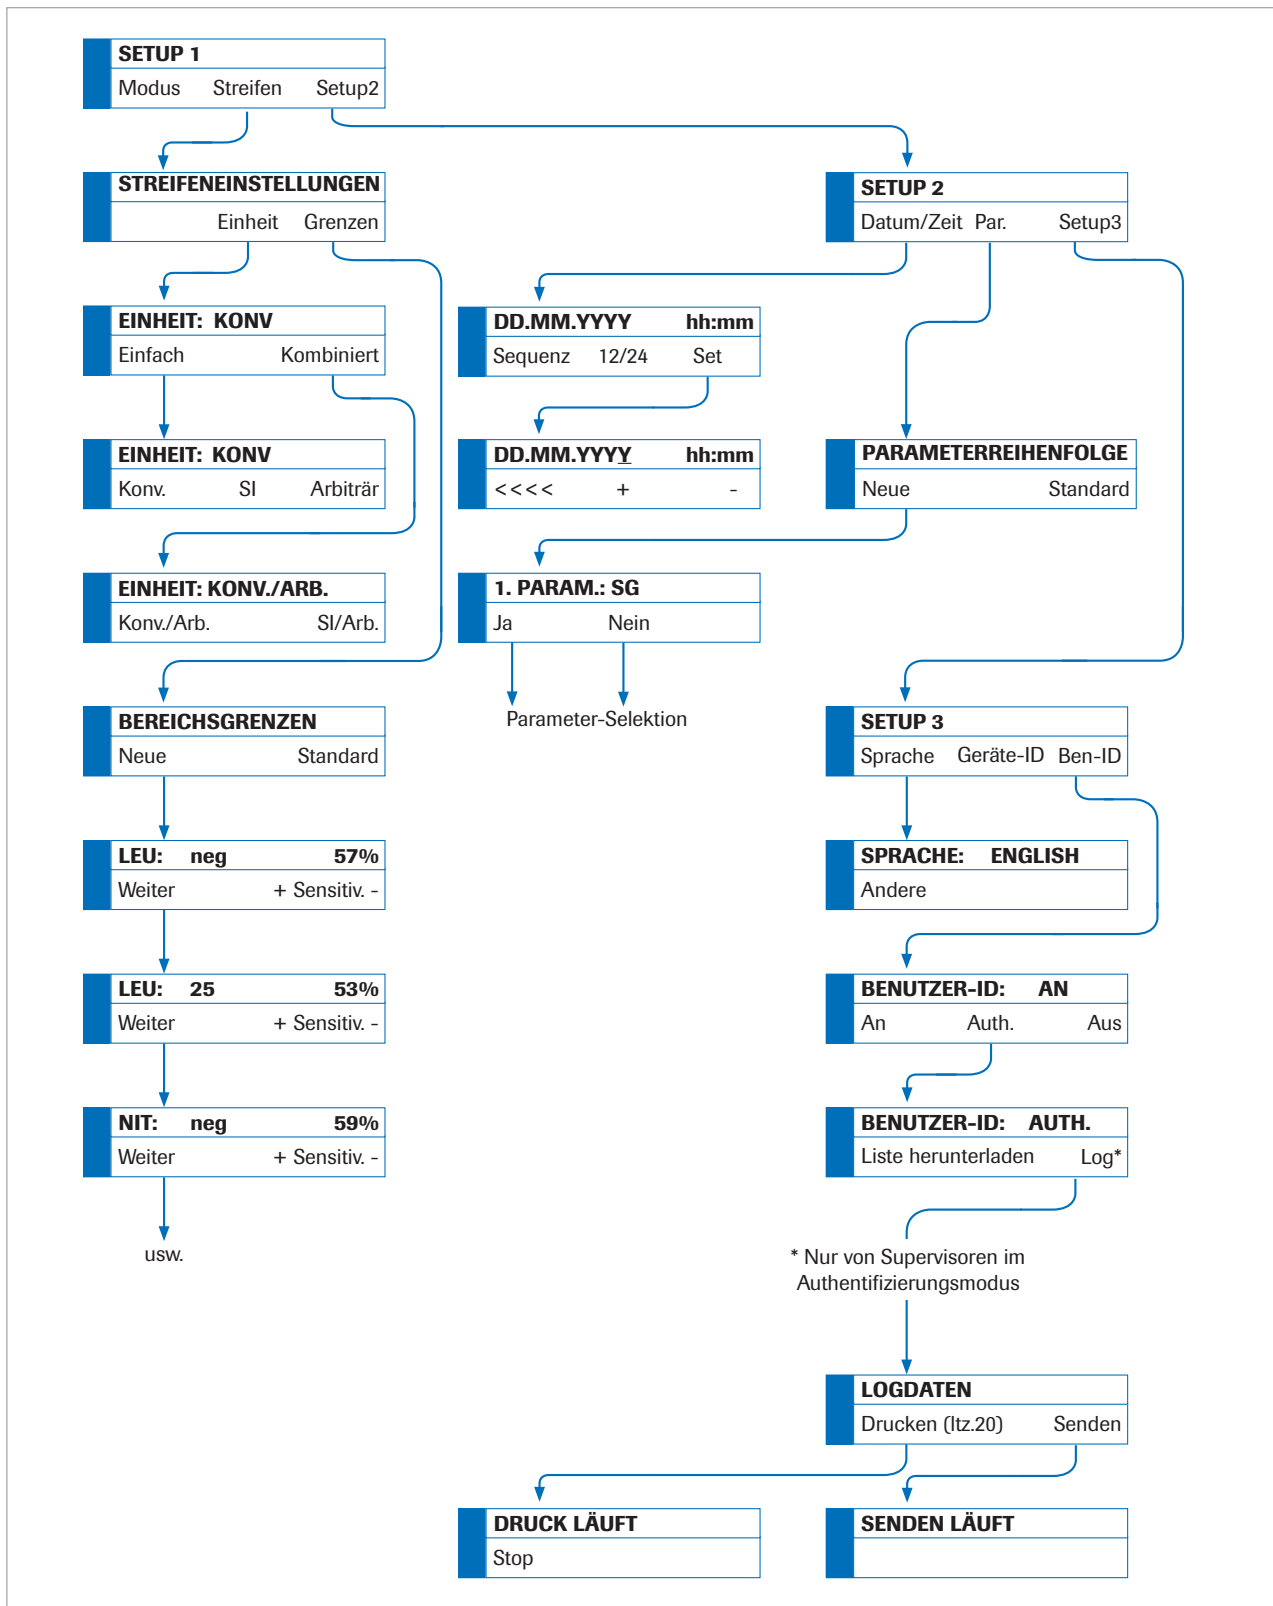 SETUP 1
Modus Streifen Setup2
STREIFENEINSTELLUNGEN
Einheit Grenzen
SETUP 2
Datum/Zeit Par. Setup3
EINHEIT: KONV
Einfach Kombiniert
DD.MM.YYYY hh:mm
Sequenz 12/24 Set
EINHEIT: KONV
Konv. SI Arbiträr
DD.MM.YYYY hh:mm
<<<< + -
PARAMETERREIHENFOLGE
Neue Standard
EINHEIT: KONV./ARB.
Konv./Arb. SI/Arb.
1. PARAM.: SG
Ja Nein
Parameter-Selektion
BEREICHSGRENZEN
Neue Standard
SETUP 3
Sprache Geräte-ID Ben-ID
LEU: neg 57%
Weiter + Sensitiv. -
SPRACHE: ENGLISH
Andere
LEU: 25 53%
Weiter + Sensitiv. -
BENUTZER-ID: AN
An Auth. Aus
NIT: neg 59%
Weiter + Sensitiv. -
BENUTZER-ID: AUTH.
Liste herunterladen Log*
usw.
* Nur von Supervisoren im
Authentifizierungsmodus
LOGDATEN
Drucken (ltz.20) Senden
DRUCK LÄUFT
Stop
SENDEN LÄUFT